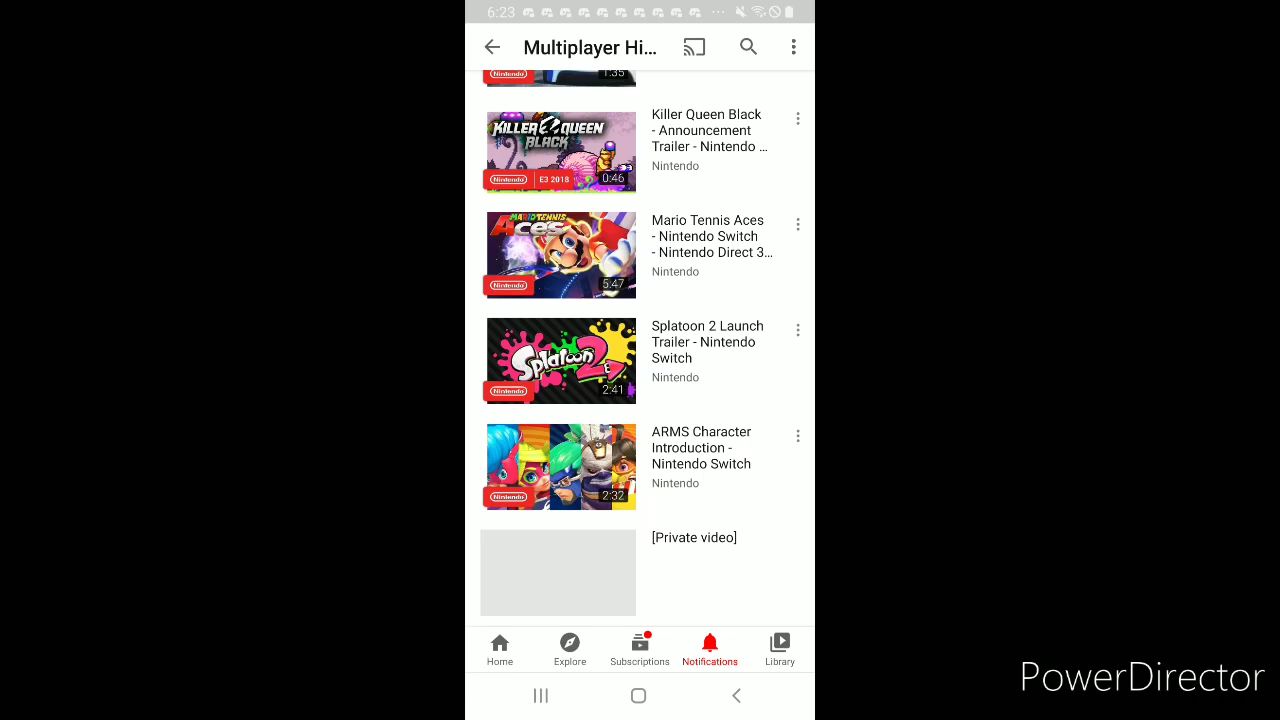 6:23
Multiplayer Hi...
Nintendo
1:35
KILLER QUEEN
BLACK
Nintendo E3 2018
0:46
Killer Queen Black
- Announcement
Trailer - Nintendo ...
Nintendo
MARIO TENNIS
Aces
Nintendo
5:47
Mario Tennis Aces
- Nintendo Switch
- Nintendo Direct 3...
Nintendo
Splatoon 2
E
Nintendo
2:41
Splatoon 2 Launch
Trailer - Nintendo
Switch
Nintendo
Nintendo
2:32
ARMS Character
Introduction -
Nintendo Switch
Nintendo
[Private video]
Home
Explore
Subscriptions
Notifications
Library
PowerDirector